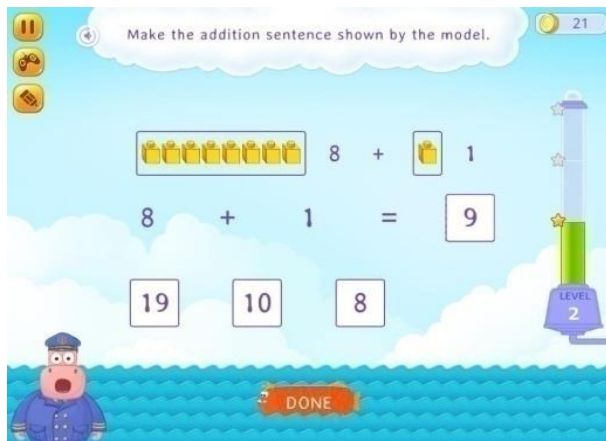 Make the addition sentence shown by the model.
21
8 + 1
8 + 1 = 9
19 10 8
LEVEL
2
DONE